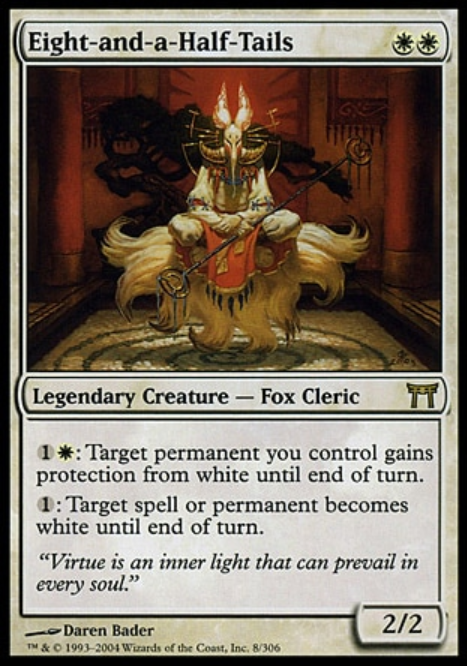 Eight-and-a-Half-Tails
Legendary Creature — Fox Cleric
1: Target permanent you control gains
protection from white until end of turn.
1: Target spell or permanent becomes
white until end of turn.
“Virtue is an inner light that can prevail in
every soul.”
2/2
Daren Bader
™ & © 1993–2004 Wizards of the Coast, Inc. 8/306